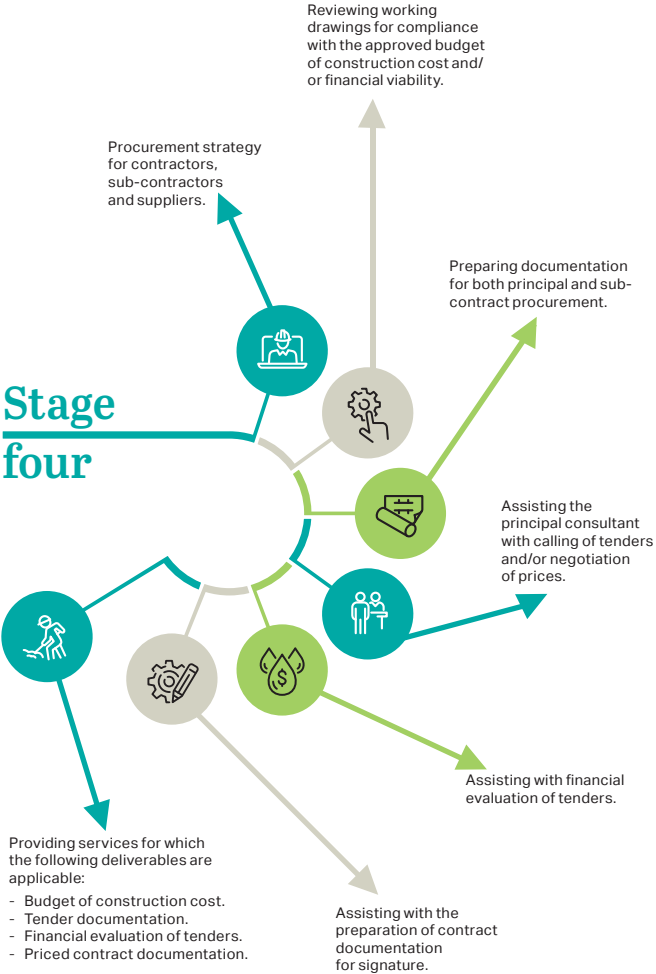 Stage
four
Procurement strategy
for contractors,
sub-contractors
and suppliers.
Reviewing working
drawings for compliance
with the approved budget
of construction cost and/
or financial viability.
Preparing documentation
for both principal and sub-
contract procurement.
Assisting the
principal consultant
with calling of tenders
and/or negotiation
of prices.
$
Assisting with financial
evaluation of tenders.
Assisting with the
preparation of contract
documentation
for signature.
Providing services for which
the following deliverables are
applicable:
- Budget of construction cost.
- Tender documentation.
- Financial evaluation of tenders.
- Priced contract documentation.